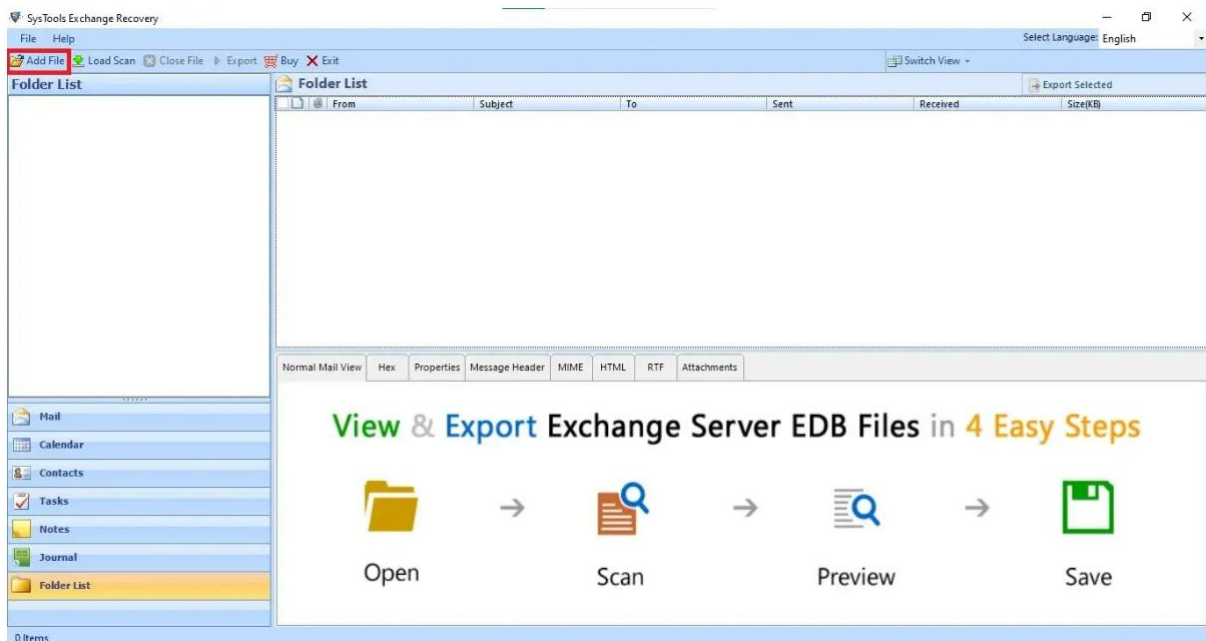 SysTools Exchange Recovery
File Help Select Language: English
Add File Load Scan Close File Export Buy Exit Switch View
Folder List
Folder List Export Selected
From Subject To Sent Received Size(KB)
Normal Mail View Hex Properties Message Header MIME HTML RTF Attachments
Mail
Calendar
Contacts
Tasks
Notes
Journal
Folder List
View & Export Exchange Server EDB Files in 4 Easy Steps
Open Scan Preview Save
0 Items